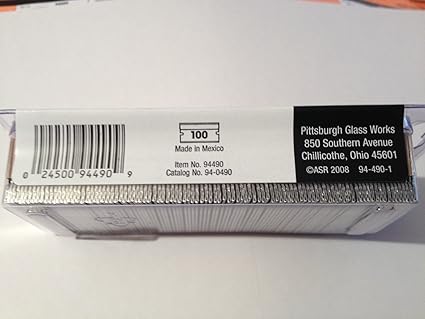 100
Made in Mexico
Item No. 94490
Catalog No. 94-0490
0 24500 94490 9
Pittsburgh Glass Works
850 Southern Avenue
Chillicothe, Ohio 45601
©ASR 2008 94-490-1